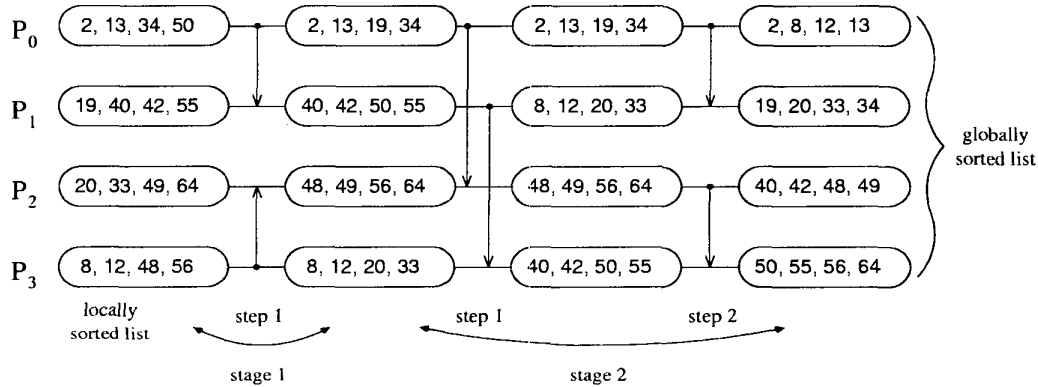 P0 2, 13, 34, 50 2, 13, 19, 34 2, 13, 19, 34 2, 8, 12, 13
P1 19, 40, 42, 55 40, 42, 50, 55 8, 12, 20, 33 19, 20, 33, 34
globally
sorted list
P2 20, 33, 49, 64 48, 49, 56, 64 48, 49, 56, 64 40, 42, 48, 49
P3 8, 12, 48, 56 8, 12, 20, 33 40, 42, 50, 55 50, 55, 56, 64
locally
sorted list
step 1 step 1 step 2
stage 1 stage 2